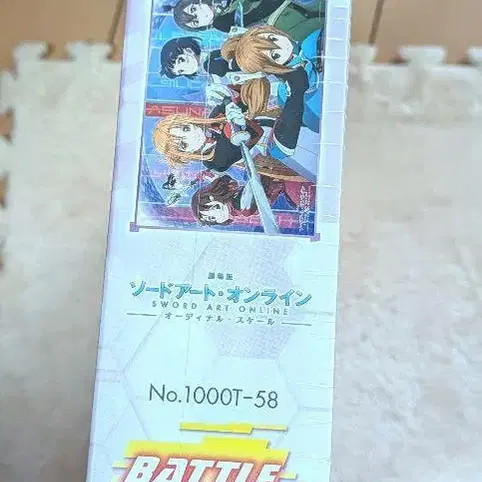 ASUNA
劇場版
ソードアート・オンライン
SWORD ART ONLINE
オーディナル・スケール
No.1000T-58
BATTLE